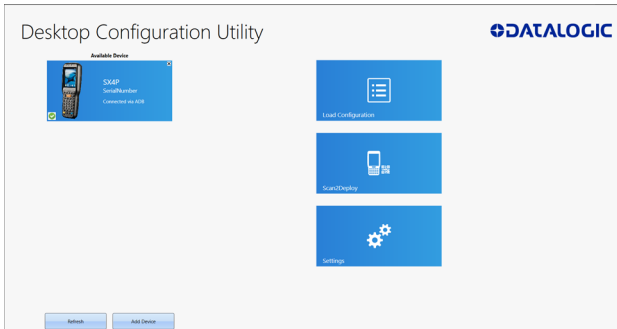 Desktop Configuration Utility
DATALOGIC
Available Device
SX4P
SerialNumber
Connected via ADB
Load Configuration
Scan2Deploy
Settings
Refresh
Add Device